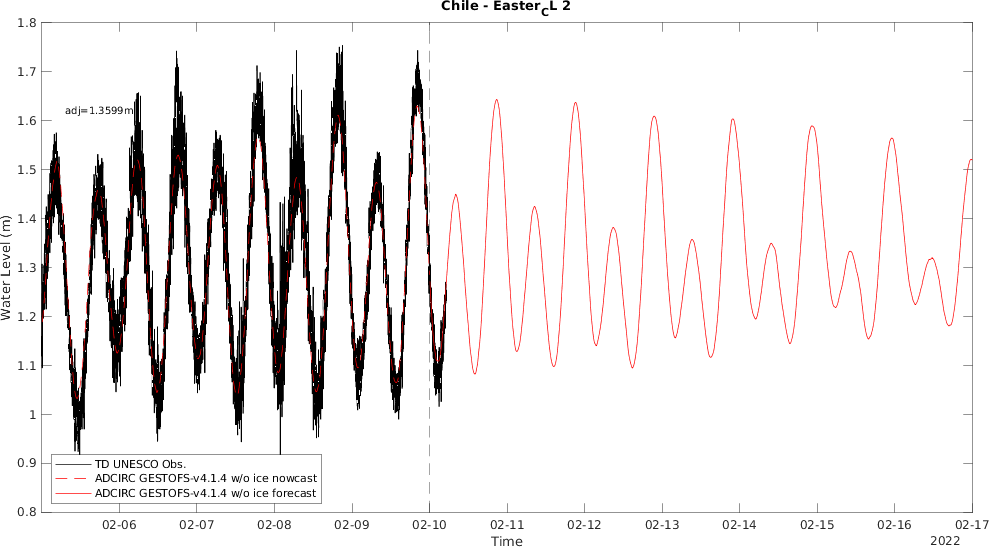 Chile - EasterCL 2
1.8
1.7
1.6
1.5
1.4
1.3
1.2
1.1
1
0.9
0.8
Water Level (m)
adj=1.3599m
TD UNESCO Obs.
ADCIRC GESTOFS-v4.1.4 w/o ice nowcast
ADCIRC GESTOFS-v4.1.4 w/o ice forecast
02-06 02-07 02-08 02-09 02-10 02-11 02-12 02-13 02-14 02-15 02-16 02-17
Time
2022